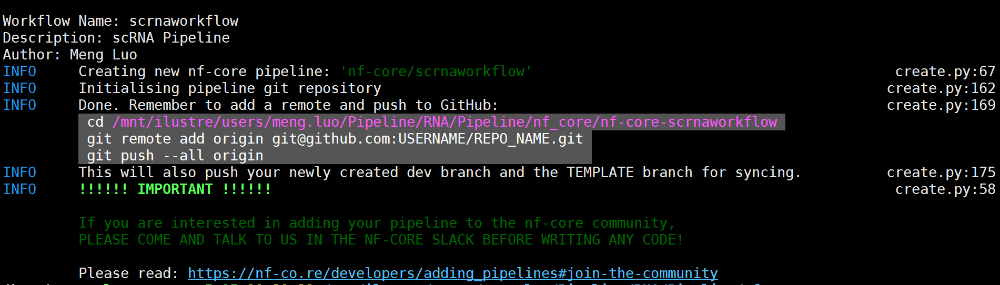 Workflow Name: scrnaworkflow
Description: scRNA Pipeline
Author: Meng Luo
INFO Creating new nf-core pipeline: 'nf-core/scrnaworkflow' create.py:67
INFO Initialising pipeline git repository create.py:162
INFO Done. Remember to add a remote and push to GitHub: create.py:169
cd /mnt/ilustre/users/meng.luo/Pipeline/RNA/Pipeline/nf_core/nf-core-scrnaworkflow
git remote add origin git@github.com:USERNAME/REPO_NAME.git
git push --all origin
INFO This will also push your newly created dev branch and the TEMPLATE branch for syncing. create.py:175
INFO !!!!!! IMPORTANT !!!!!! create.py:58
If you are interested in adding your pipeline to the nf-core community,
PLEASE COME AND TALK TO US IN THE NF-CORE SLACK BEFORE WRITING ANY CODE!
Please read: https://nf-co.re/developers/adding_pipelines#join-the-community